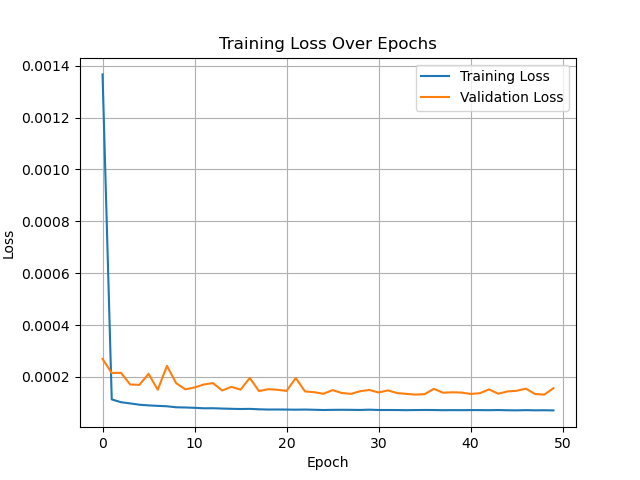 Training Loss Over Epochs
Training Loss
Validation Loss
0.0014
0.0012
0.0010
0.0008
0.0006
0.0004
0.0002
Loss
0 10 20 30 40 50
Epoch